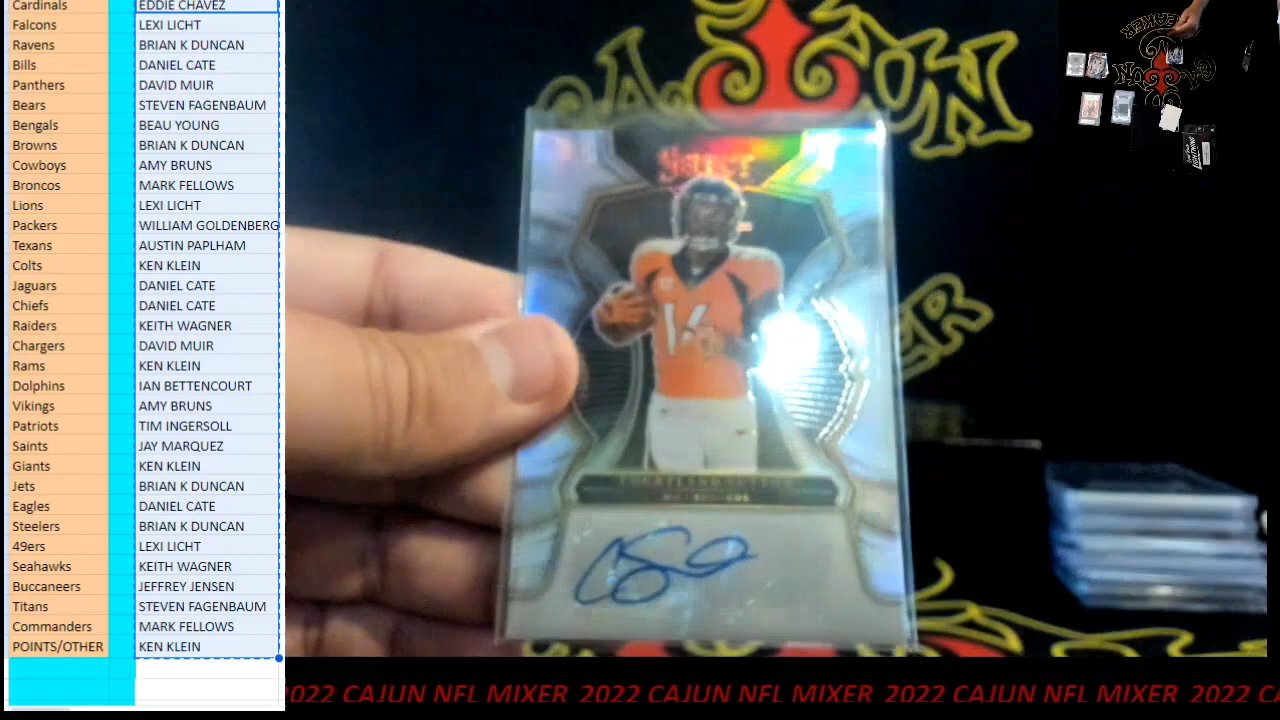 Cardinals EDDIE CHAVEZ
Falcons LEXI LICHT
Ravens BRIAN K DUNCAN
Bills DANIEL CATE
Panthers DAVID MUIR
Bears STEVEN FAGENBAUM
Bengals BEAU YOUNG
Browns BRIAN K DUNCAN
Cowboys AMY BRUNS
Broncos MARK FELLOWS
Lions LEXI LICHT
Packers WILLIAM GOLDENBERG
Texans AUSTIN PAPLHAM
Colts KEN KLEIN
Jaguars DANIEL CATE
Chiefs DANIEL CATE
Raiders KEITH WAGNER
Chargers DAVID MUIR
Rams KEN KLEIN
Dolphins IAN BETTENCOURT
Vikings AMY BRUNS
Patriots TIM INGERSOLL
Saints JAY MARQUEZ
Giants KEN KLEIN
Jets BRIAN K DUNCAN
Eagles DANIEL CATE
Steelers BRIAN K DUNCAN
49ers LEXI LICHT
Seahawks KEITH WAGNER
Buccaneers JEFFREY JENSEN
Titans STEVEN FAGENBAUM
Commanders MARK FELLOWS
POINTS/OTHER KEN KLEIN
Select
14
COURTLAND SUTTON
2022 CAJUN NFL MIXER 2022 CAJUN NFL MIXER 2022 CAJUN NFL MIXER 2022 CA